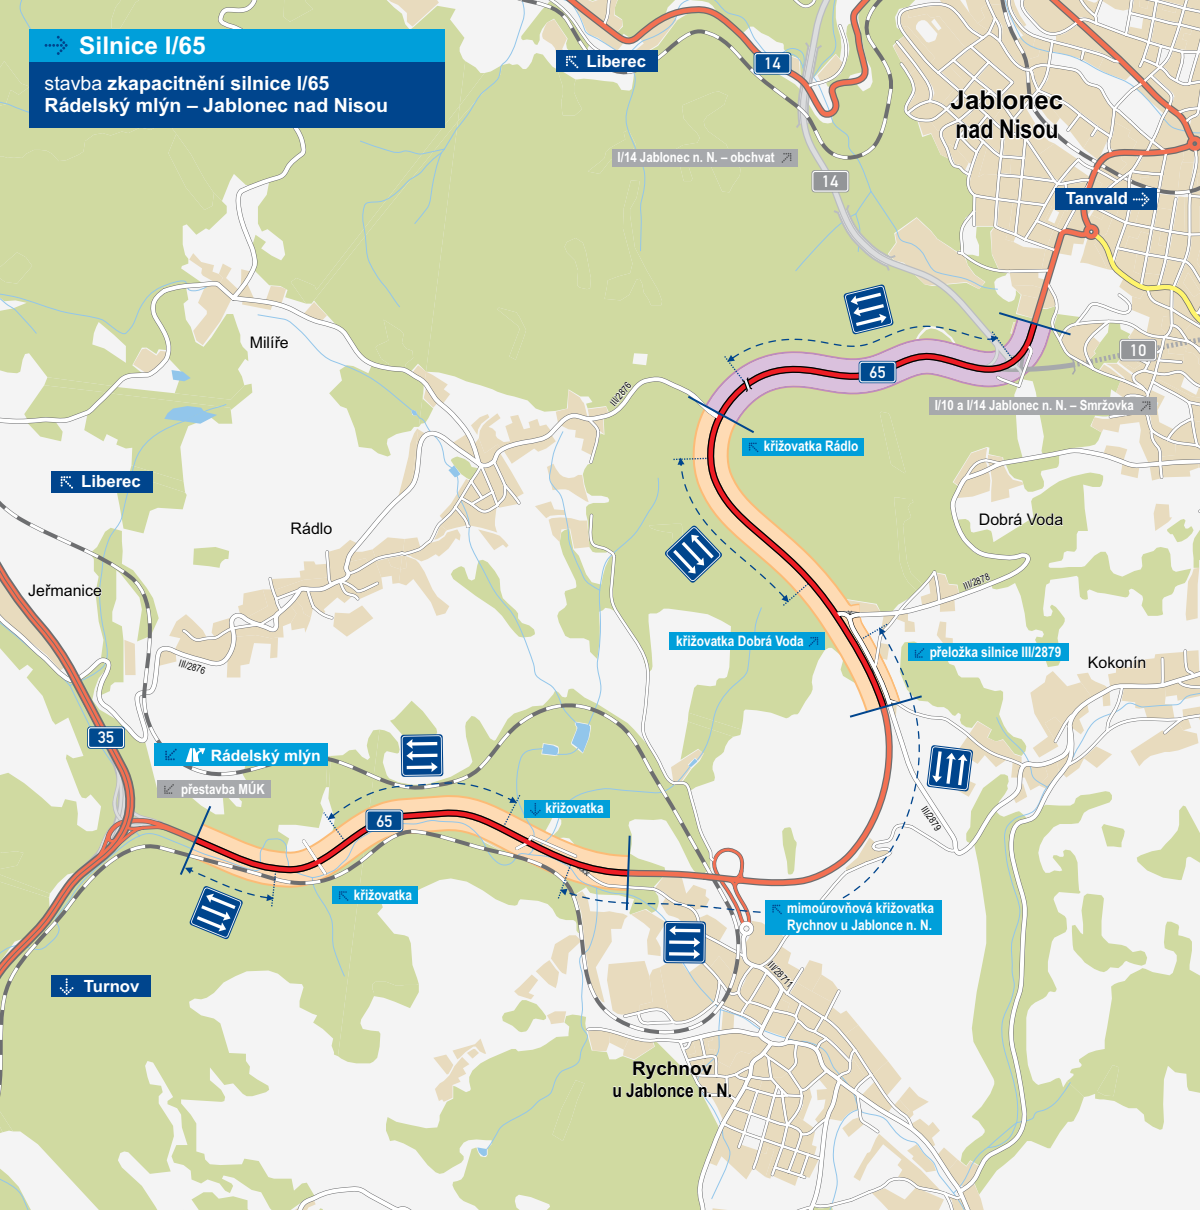 Silnice I/65
stavba zkapacitnění silnice I/65
Rádelský mlýn – Jablonec nad Nisou
Liberec
14
Jablonec
nad Nisou
I/14 Jablonec n. N. – obchvat
14
Tanvald
Milíře
10
65
III/2876
I/10 a I/14 Jablonec n. N. – Smržovka
křižovatka Rádlo
Liberec
Rádlo
Dobrá Voda
Jeřmanice
III/2878
křižovatka Dobrá Voda
přeložka silnice III/2879
Kokonín
III/2876
35
Rádelský mlýn
přestavba MÚK
křižovatka
65
III/2879
křižovatka
mimoúrovňová křižovatka
Rychnov u Jablonce n. N.
III/28711
Turnov
Rychnov
u Jablonce n. N.